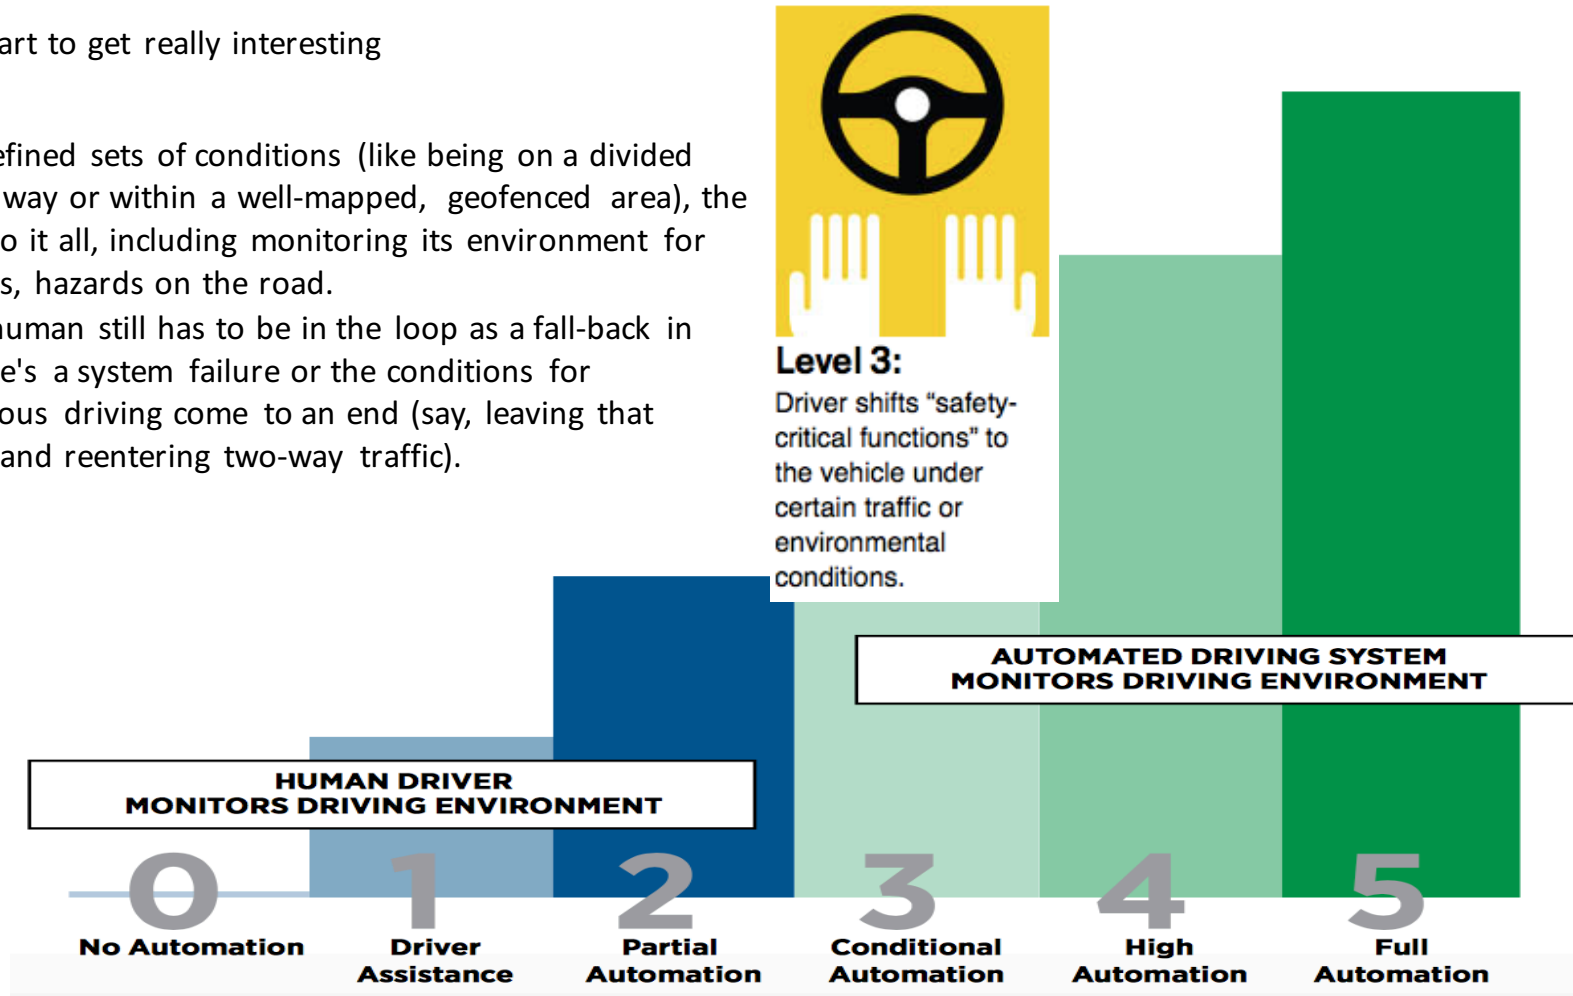 art to get really interesting
efined sets of conditions (like being on a divided
way or within a well-mapped, geofenced area), the
o it all, including monitoring its environment for
s, hazards on the road.
human still has to be in the loop as a fall-back in
e's a system failure or the conditions for
ous driving come to an end (say, leaving that
and reentering two-way traffic).
Level 3:
Driver shifts “safety-
critical functions” to
the vehicle under
certain traffic or
environmental
conditions.
AUTOMATED DRIVING SYSTEM
MONITORS DRIVING ENVIRONMENT
HUMAN DRIVER
MONITORS DRIVING ENVIRONMENT
0 1 2 3 4 5
No Automation Driver Partial Conditional High Full
Assistance Automation Automation Automation Automation